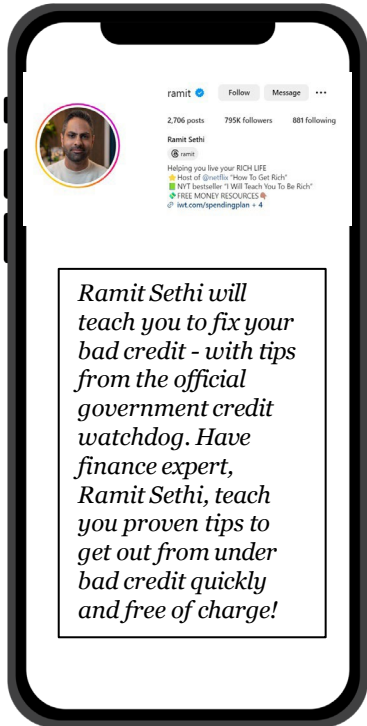 ramit Follow Message ...
2,706 posts 795K followers 881 following
Ramit Sethi
ramit
Helping you live your RICH LIFE
Host of @netflix "How To Get Rich"
NYT bestseller "I Will Teach You To Be Rich"
FREE MONEY RESOURCES
iwt.com/spendingplan + 4
Ramit Sethi will
teach you to fix your
bad credit - with tips
from the official
government credit
watchdog. Have
finance expert,
Ramit Sethi, teach
you proven tips to
get out from under
bad credit quickly
and free of charge!